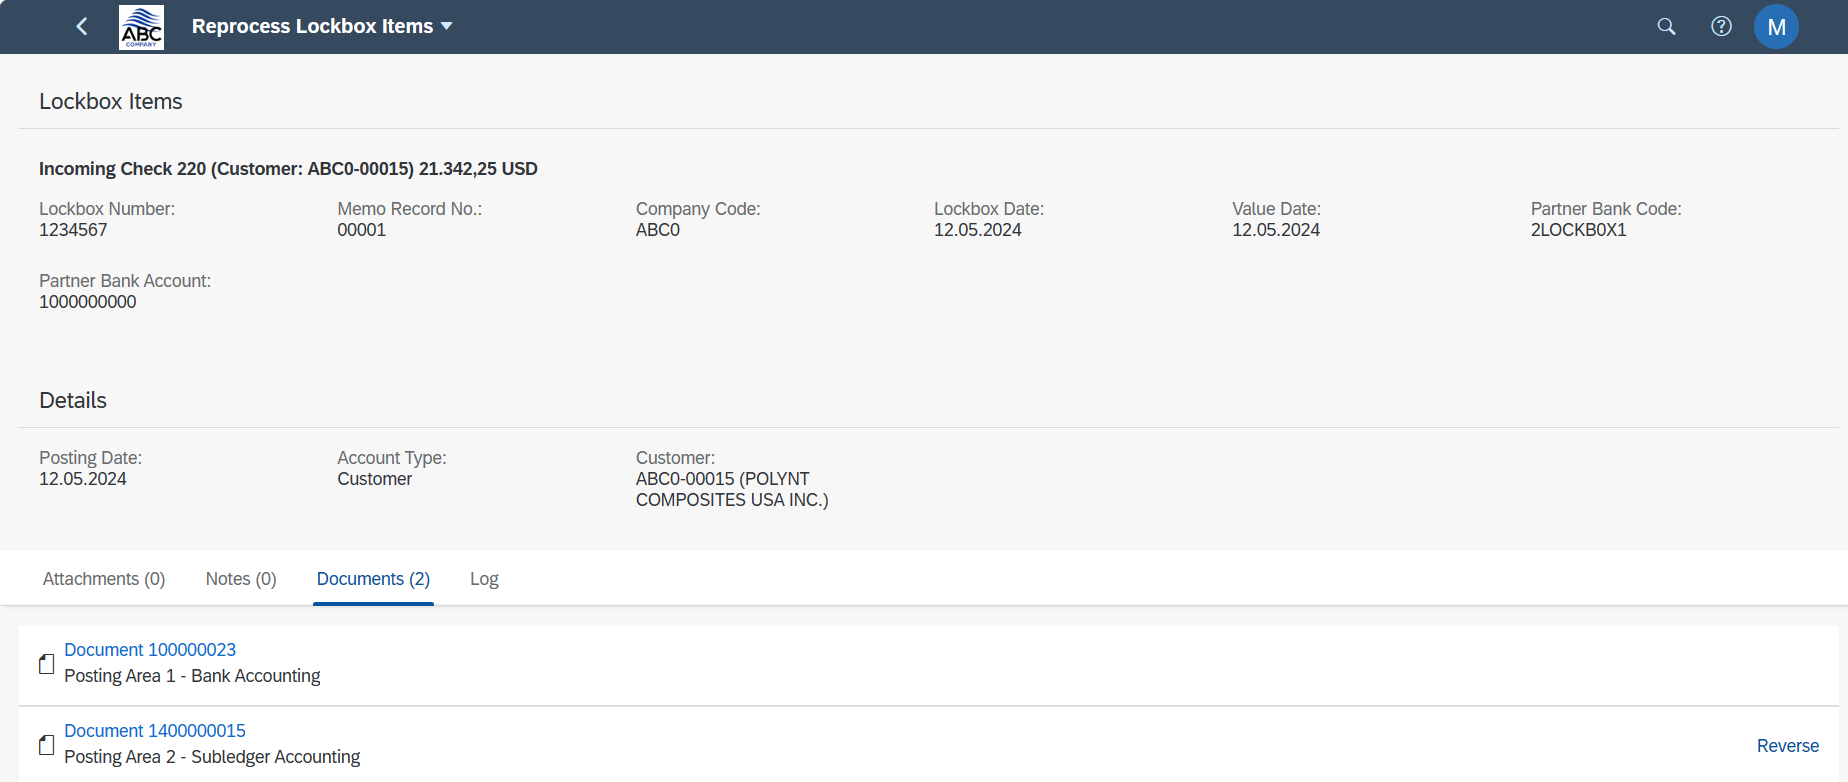 ABC
COMPANY
Reprocess Lockbox Items
M
Lockbox Items
Incoming Check 220 (Customer: ABC0-00015) 21.342,25 USD
Lockbox Number:
1234567
Memo Record No.:
00001
Company Code:
ABC0
Lockbox Date:
12.05.2024
Value Date:
12.05.2024
Partner Bank Code:
2LOCKB0X1
Partner Bank Account:
1000000000
Details
Posting Date:
12.05.2024
Account Type:
Customer
Customer:
ABC0-00015 (POLYNT
COMPOSITES USA INC.)
Attachments (0)
Notes (0)
Documents (2)
Log
Document 100000023
Posting Area 1 - Bank Accounting
Document 1400000015
Posting Area 2 - Subledger Accounting
Reverse